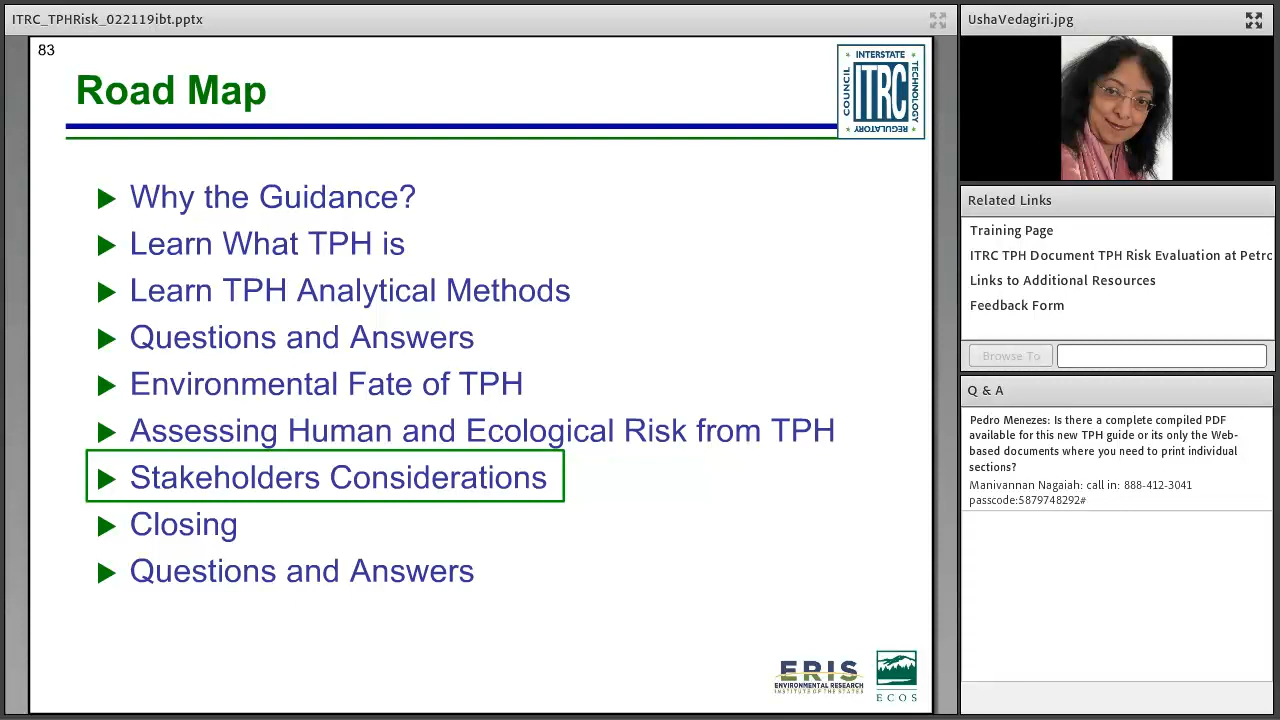 ITRC_TPHRisk_022119ibt.pptx
83
Road Map
INTERSTATE
COUNCIL
ITRC
TECHNOLOGY
REGULATORY
Why the Guidance?
Learn What TPH is
Learn TPH Analytical Methods
Questions and Answers
Environmental Fate of TPH
Assessing Human and Ecological Risk from TPH
Stakeholders Considerations
Closing
Questions and Answers
ERIS
ENVIRONMENTAL RESEARCH
INSTITUTE OF THE STATES
ECOS
UshaVedagiri.jpg
Related Links
Training Page
ITRC TPH Document TPH Risk Evaluation at Petrc
Links to Additional Resources
Feedback Form
Browse To
Q & A
Pedro Menezes: Is there a complete compiled PDF
available for this new TPH guide or its only the Web-
based documents where you need to print individual
sections?
Manivannan Nagaiah: call in: 888-412-3041
passcode:5879748292#